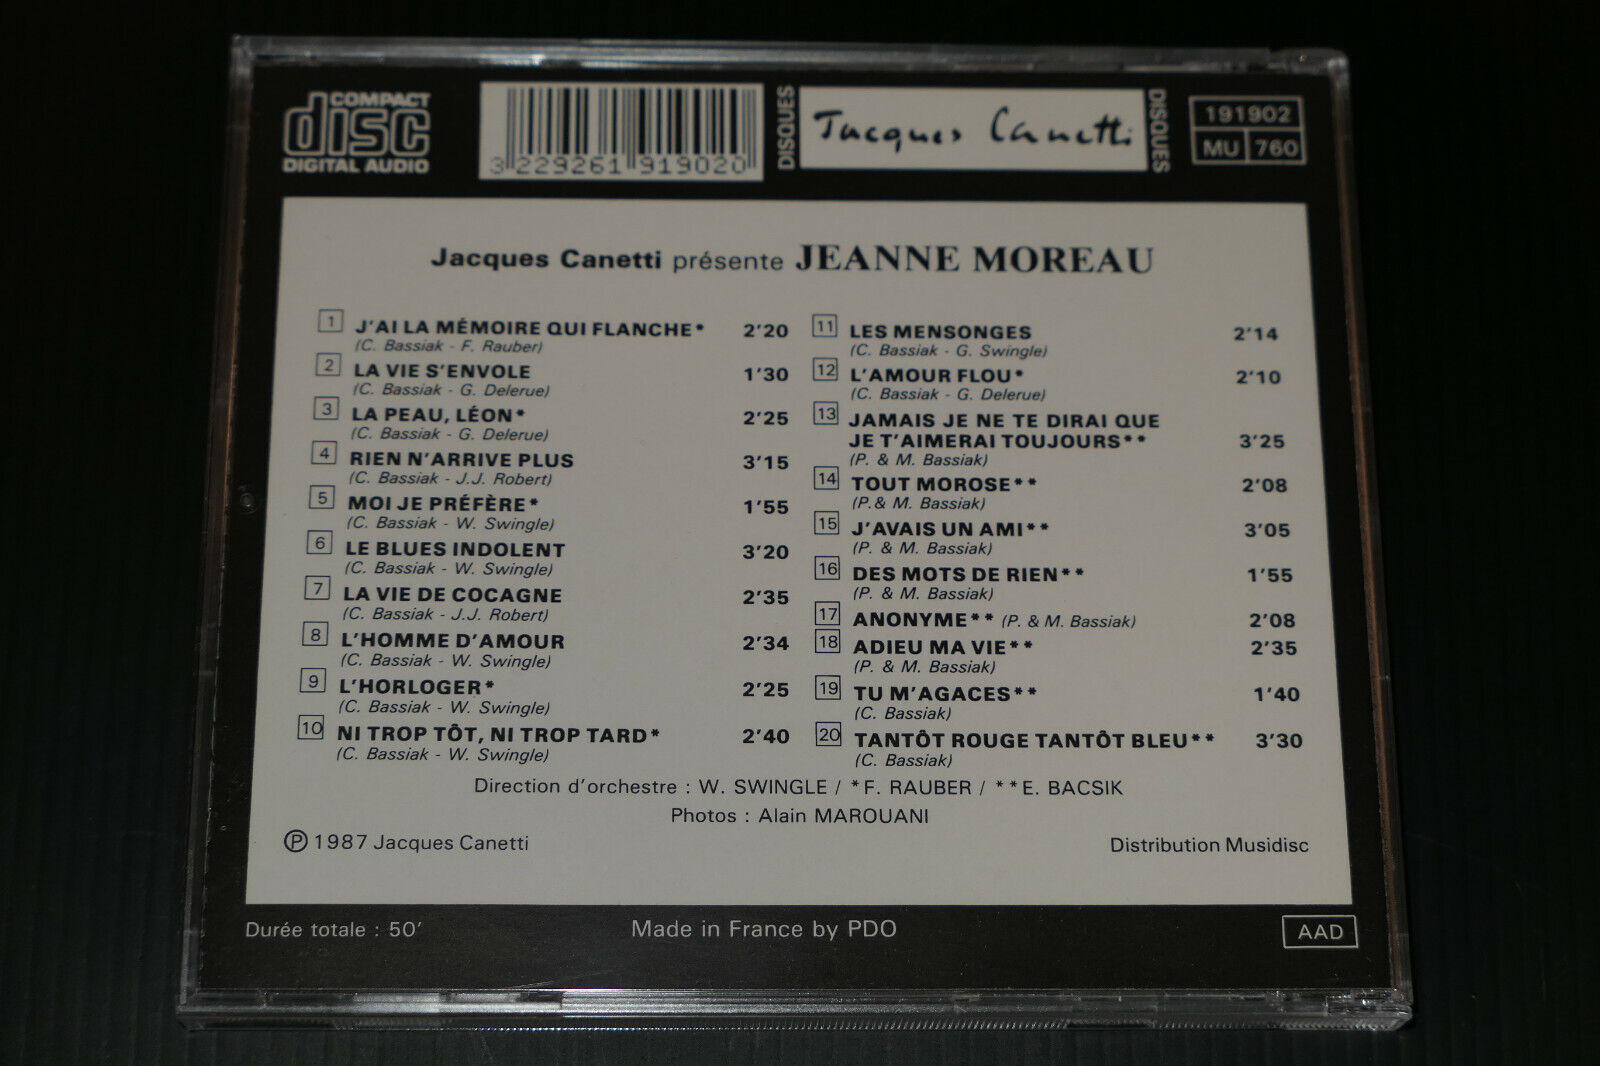 COMPACT
disc
DIGITAL AUDIO
3 229261 919020
DISQUES
Jacques Canetti
DISQUES
191902
MU 760
Jacques Canetti présente JEANNE MOREAU
1 J'AI LA MÉMOIRE QUI FLANCHE* 2'20
(C. Bassiak - F. Rauber)
2 LA VIE S'ENVOLE 1'30
(C. Bassiak - G. Delerue)
3 LA PEAU, LÉON* 2'25
(C. Bassiak - G. Delerue)
4 RIEN N'ARRIVE PLUS 3'15
(C. Bassiak - J.J. Robert)
5 MOI JE PRÉFÈRE* 1'55
(C. Bassiak - W. Swingle)
6 LE BLUES INDOLENT 3'20
(C. Bassiak - W. Swingle)
7 LA VIE DE COCAGNE 2'35
(C. Bassiak - J.J. Robert)
8 L'HOMME D'AMOUR 2'34
(C. Bassiak - W. Swingle)
9 L'HORLOGER* 2'25
(C. Bassiak - W. Swingle)
10 NI TROP TÔT, NI TROP TARD* 2'40
(C. Bassiak - W. Swingle)
11 LES MENSONGES 2'14
(C. Bassiak - G. Swingle)
12 L'AMOUR FLOU* 2'10
(C. Bassiak - G. Delerue)
13 JAMAIS JE NE TE DIRAI QUE
JE T'AIMERAI TOUJOURS** 3'25
(P. & M. Bassiak)
14 TOUT MOROSE** 2'08
(P.& M. Bassiak)
15 J'AVAIS UN AMI** 3'05
(P. & M. Bassiak)
16 DES MOTS DE RIEN** 1'55
(P. & M. Bassiak)
17 ANONYME** (P. & M. Bassiak) 2'08
18 ADIEU MA VIE** 2'35
(P. & M. Bassiak)
19 TU M'AGACES** 1'40
(C. Bassiak)
20 TANTÔT ROUGE TANTÔT BLEU** 3'30
(C. Bassiak)
Direction d'orchestre : W. SWINGLE / *F. RAUBER / **E. BACSIK
Photos : Alain MAROUANI
Ⓟ 1987 Jacques Canetti
Distribution Musidisc
Durée totale : 50'
Made in France by PDO
AAD